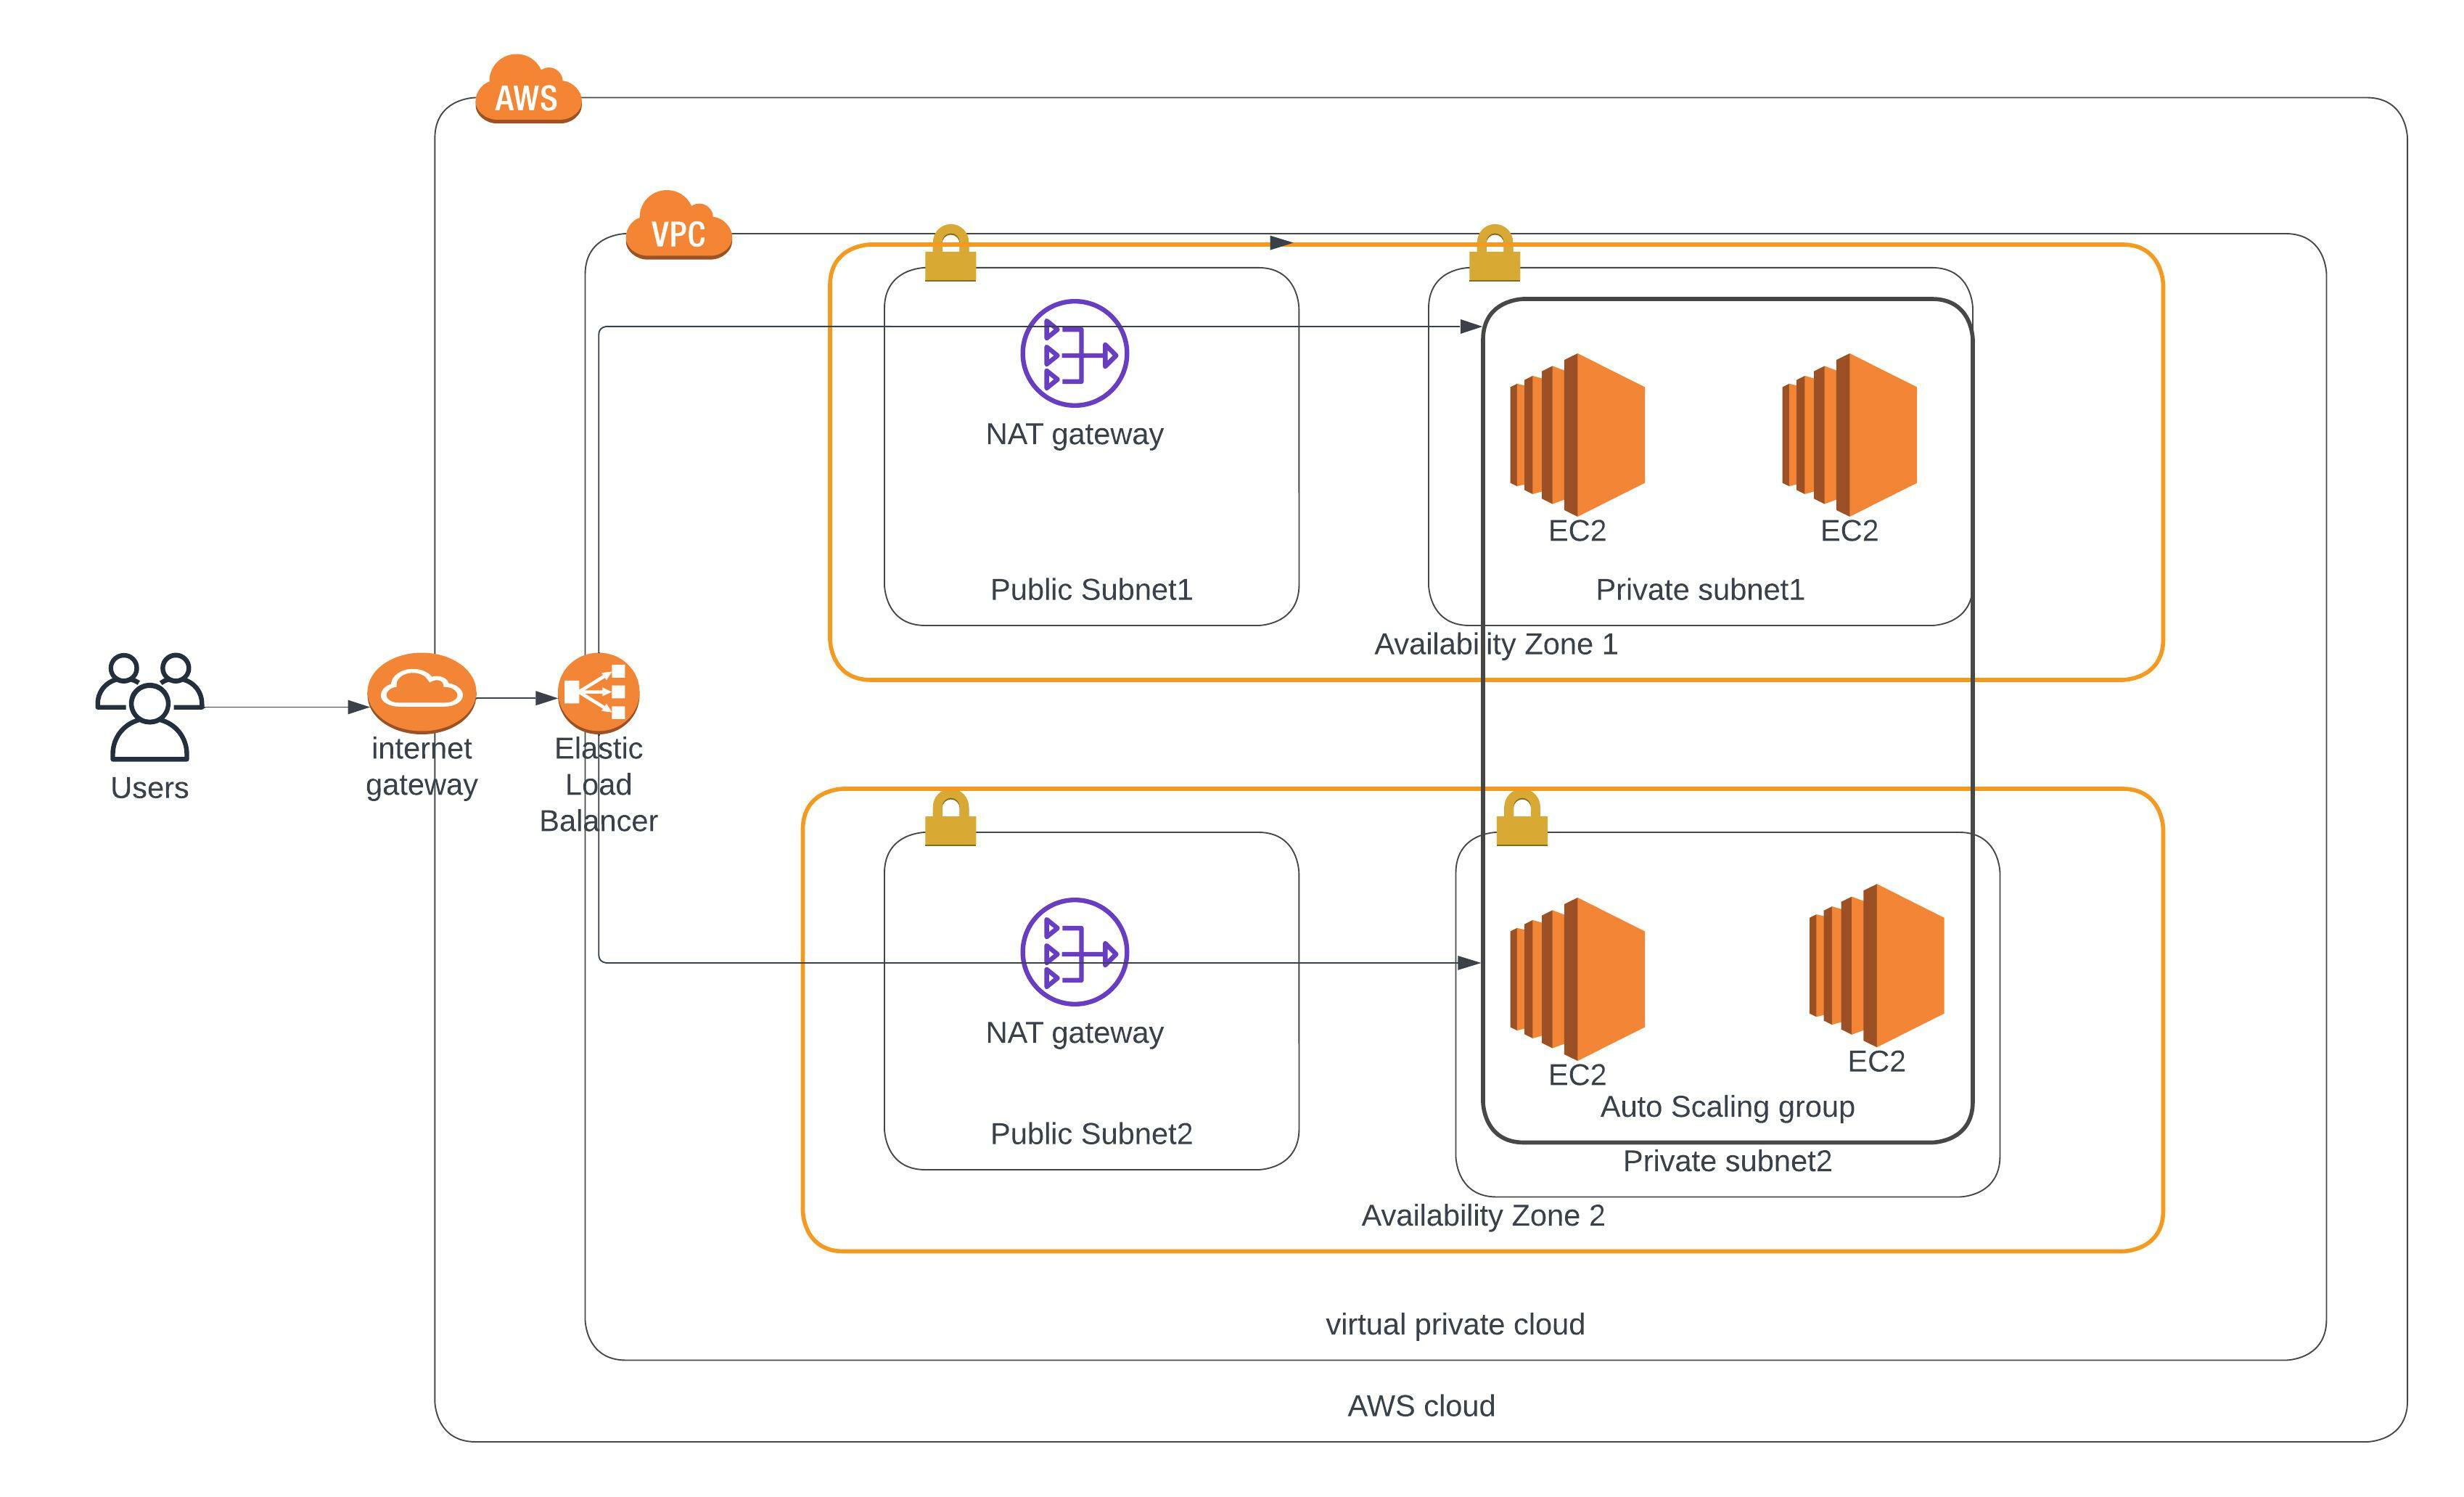 AWS
VPC
NAT gateway
EC2
EC2
Public Subnet1
Private subnet1
Availability Zone 1
Users
internet
gateway
Elastic
Load
Balancer
NAT gateway
EC2
EC2
Auto Scaling group
Public Subnet2
Private subnet2
Availability Zone 2
virtual private cloud
AWS cloud